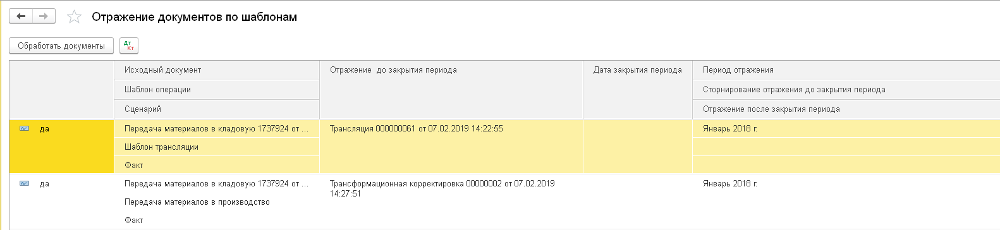 Отражение документов по шаблонам
Обработать документы
Дт
Кт
Исходный документ
Отражение до закрытия периода
Дата закрытия периода
Период отражения
Шаблон операции
Сторнирование отражения до закрытия периода
Сценарий
Отражение после закрытия периода
да
Передача материалов в кладовую 1737924 от ...
Трансляция 000000061 от 07.02.2019 14:22:55
Январь 2018 г.
Шаблон трансляции
Факт
да
Передача материалов в кладовую 1737924 от ...
Трансформационная корректировка 00000002 от 07.02.2019
14:27:51
Январь 2018 г.
Передача материалов в производство
Факт